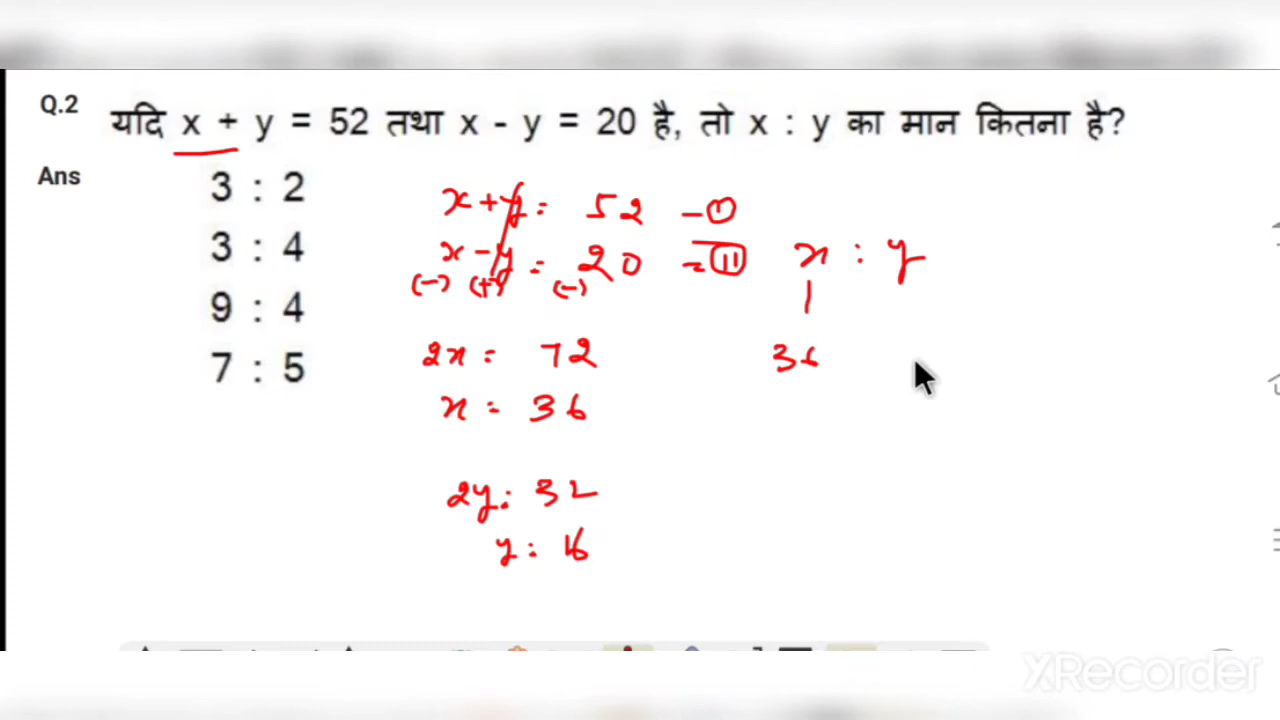 Q.2 यदि x + y = 52 तथा x - y = 20 है, तो x : y का मान कितना है?
Ans 3 : 2
3 : 4
9 : 4
7 : 5
x + y = 52 - ①
x - y = 20 = ⑪
(-) (+) (-)
2x = 72
x = 36
2y = 32
y = 16
x : y
36
XRecorder